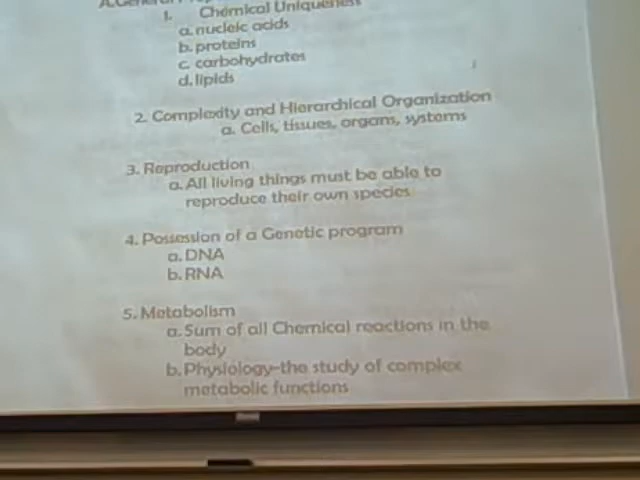 1. Chemical Uniqueness
a. nucleic acids
b. proteins
c. carbohydrates
d. lipids
2. Complexity and Hierarchical Organization
a. Cells, tissues, organs, systems
3. Reproduction
a. All living things must be able to
reproduce their own species
4. Possession of a Genetic program
a. DNA
b. RNA
5. Metabolism
a. Sum of all Chemical reactions in the
body
b. Physiology-the study of complex
metabolic functions